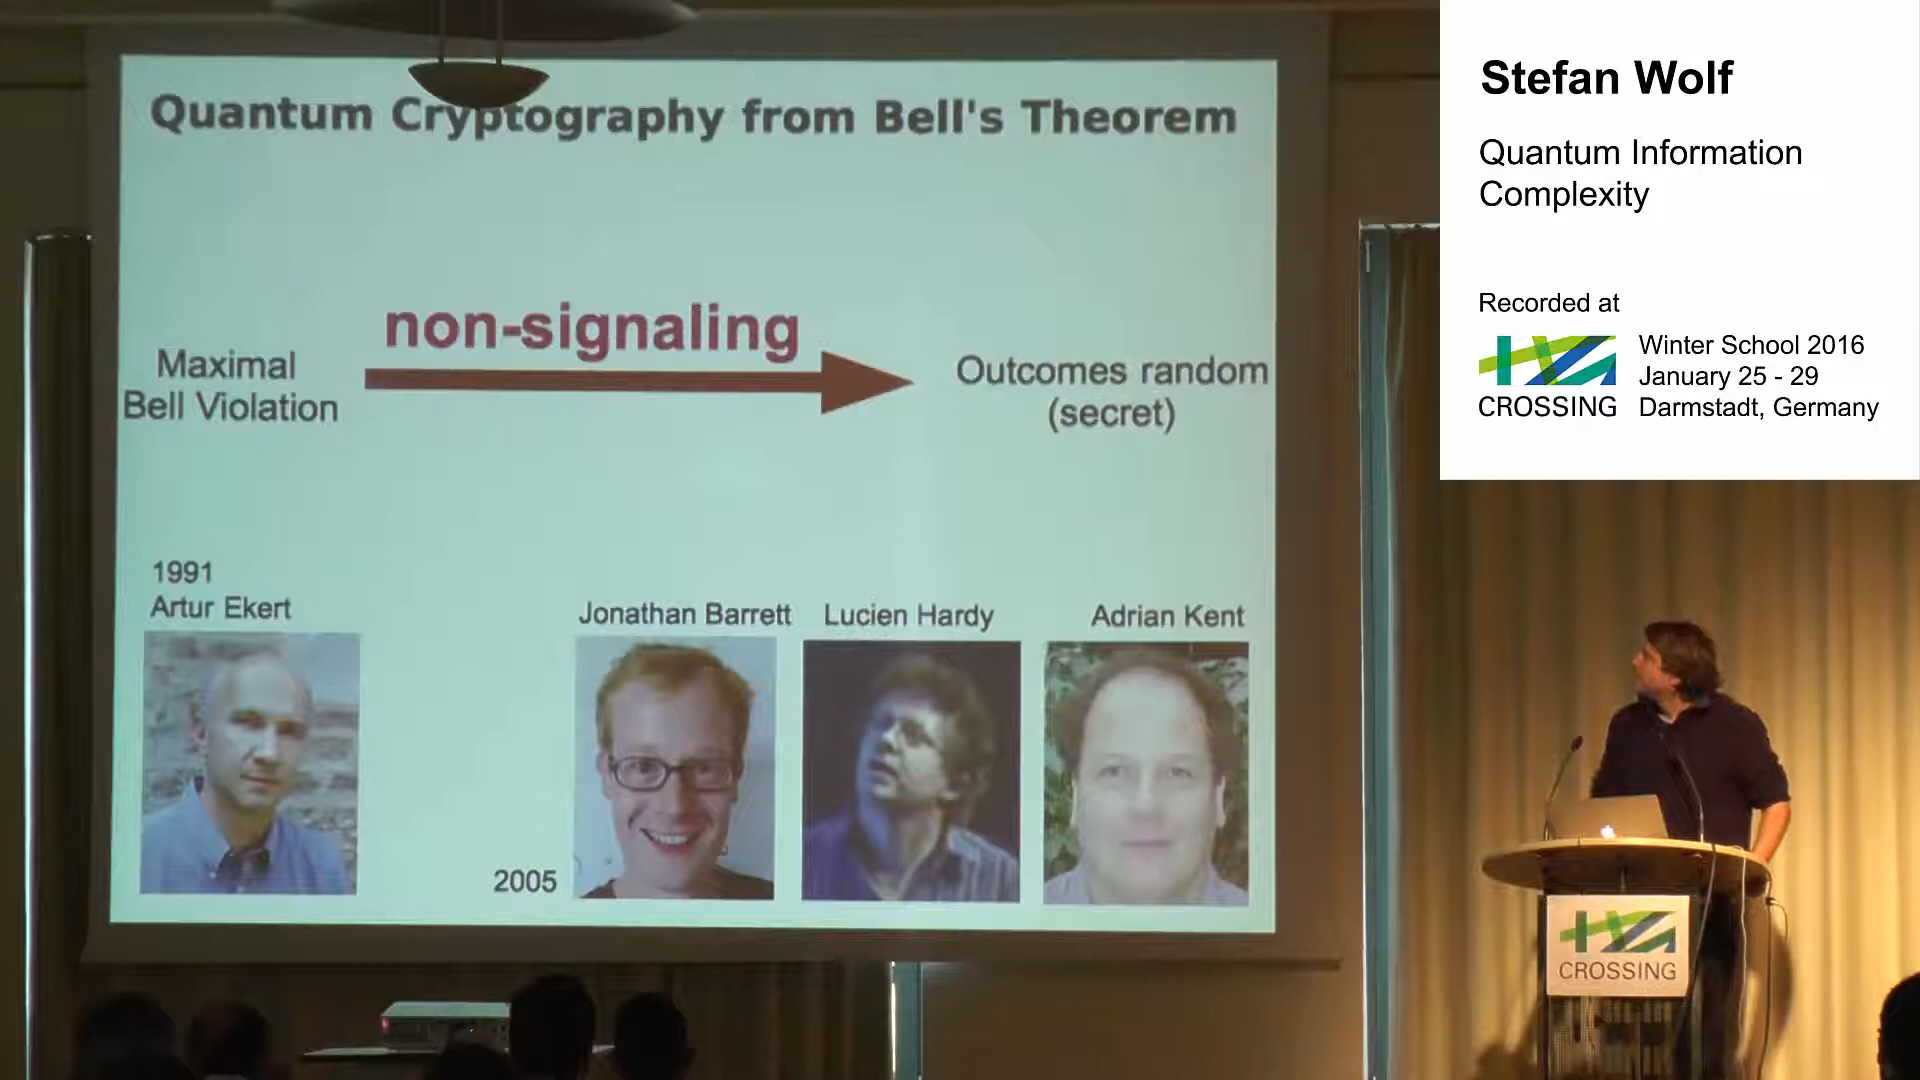 Quantum Cryptography from Bell's Theorem
non-signaling
Maximal
Bell Violation
Outcomes random
(secret)
1991
Artur Ekert
Jonathan Barrett
Lucien Hardy
Adrian Kent
2005
Stefan Wolf
Quantum Information
Complexity
Recorded at
CROSSING
Winter School 2016
January 25 - 29
Darmstadt, Germany
CROSSING